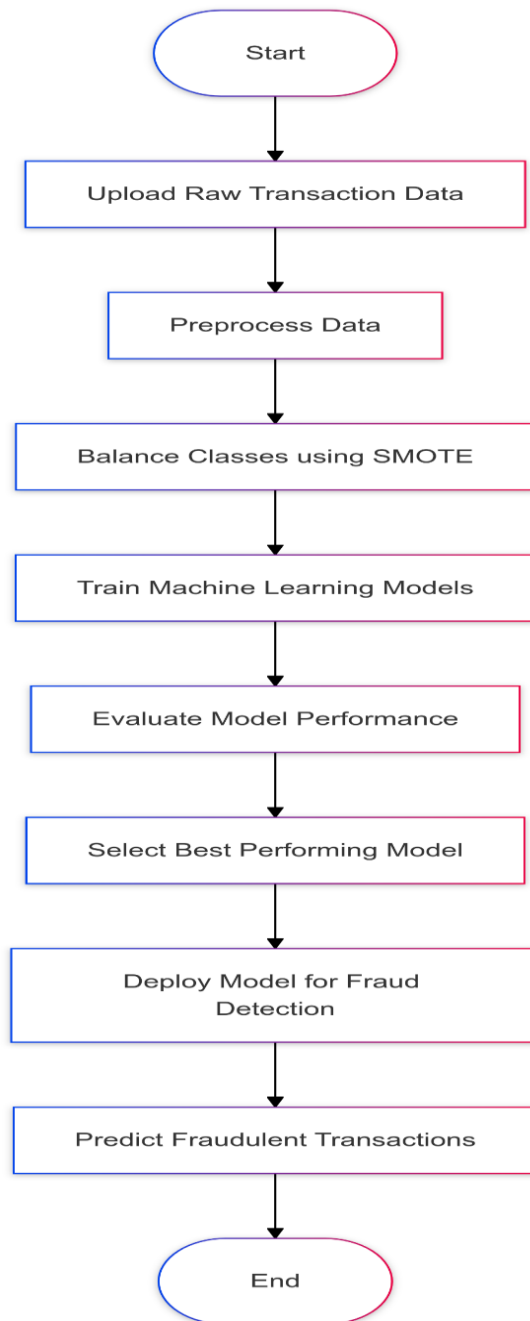 Start
Upload Raw Transaction Data
Preprocess Data
Balance Classes using SMOTE
Train Machine Learning Models
Evaluate Model Performance
Select Best Performing Model
Deploy Model for Fraud
Detection
Predict Fraudulent Transactions
End